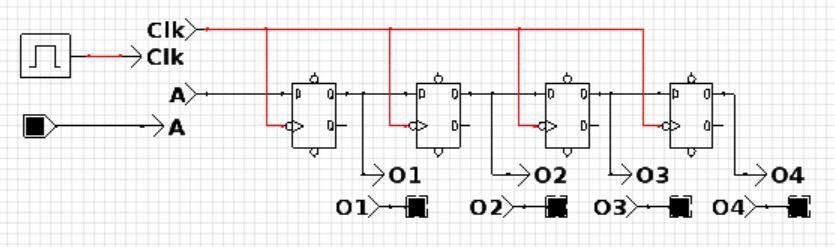 Clk
Clk
A
D Q D Q D Q D Q
A
Q Q Q Q
O1 O2 O3 O4
O1 O2 O3 O4